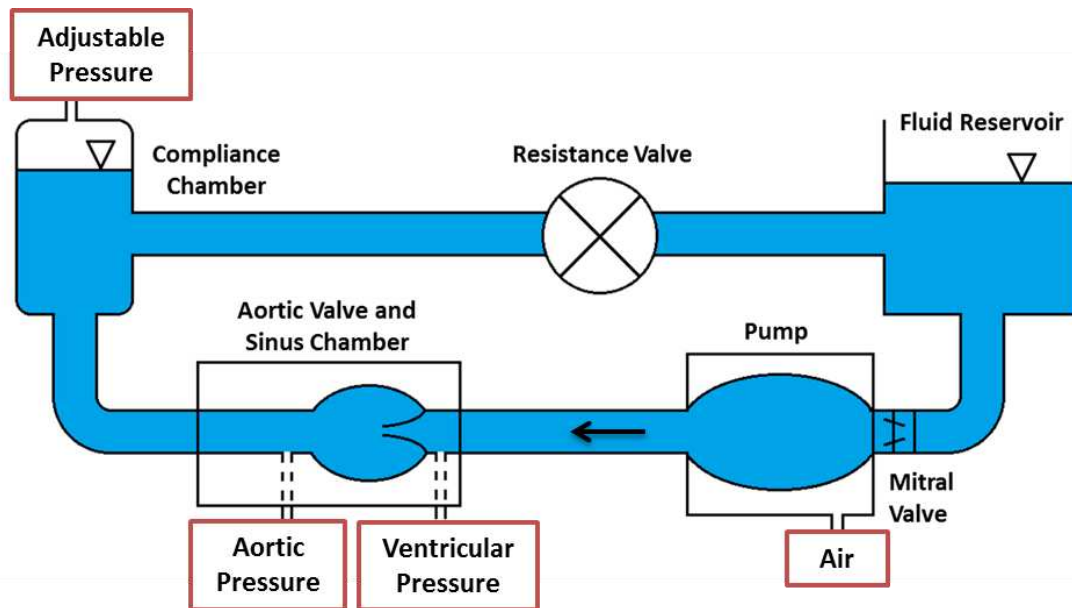 Adjustable
Pressure
Compliance
Chamber
Resistance Valve
Fluid Reservoir
Aortic Valve and
Sinus Chamber
Pump
Mitral
Valve
Aortic
Pressure
Ventricular
Pressure
Air